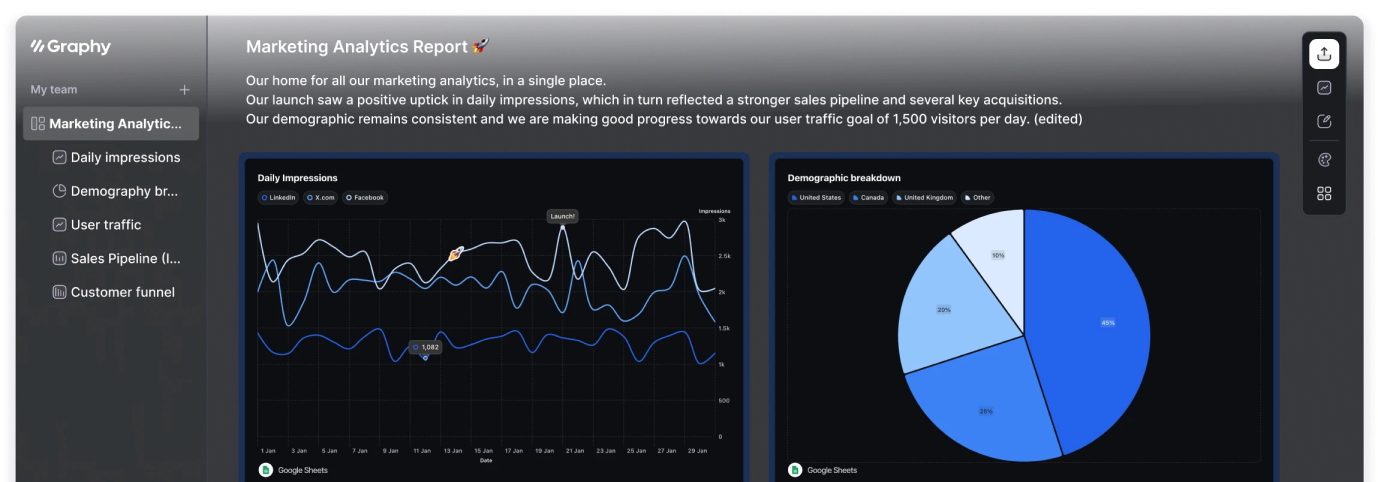 Graphy
My team
Marketing Analytic...
Daily impressions
Demography br...
User traffic
Sales Pipeline (I...
Customer funnel
Marketing Analytics Report 🚀
Our home for all our marketing analytics, in a single place.
Our launch saw a positive uptick in daily impressions, which in turn reflected a stronger sales pipeline and several key acquisitions.
Our demographic remains consistent and we are making good progress towards our user traffic goal of 1,500 visitors per day. (edited)
Daily Impressions
LinkedIn X.com Facebook
Impressions
Launch!
3k
2.5k
2k
1.5k
1,082
1k
500
0
1 Jan 3 Jan 5 Jan 7 Jan 9 Jan 11 Jan 13 Jan 15 Jan 17 Jan 19 Jan 21 Jan 23 Jan 25 Jan 27 Jan 29 Jan
Date
Google Sheets
Demographic breakdown
United States Canada United Kingdom Other
10%
20%
45%
25%
Google Sheets